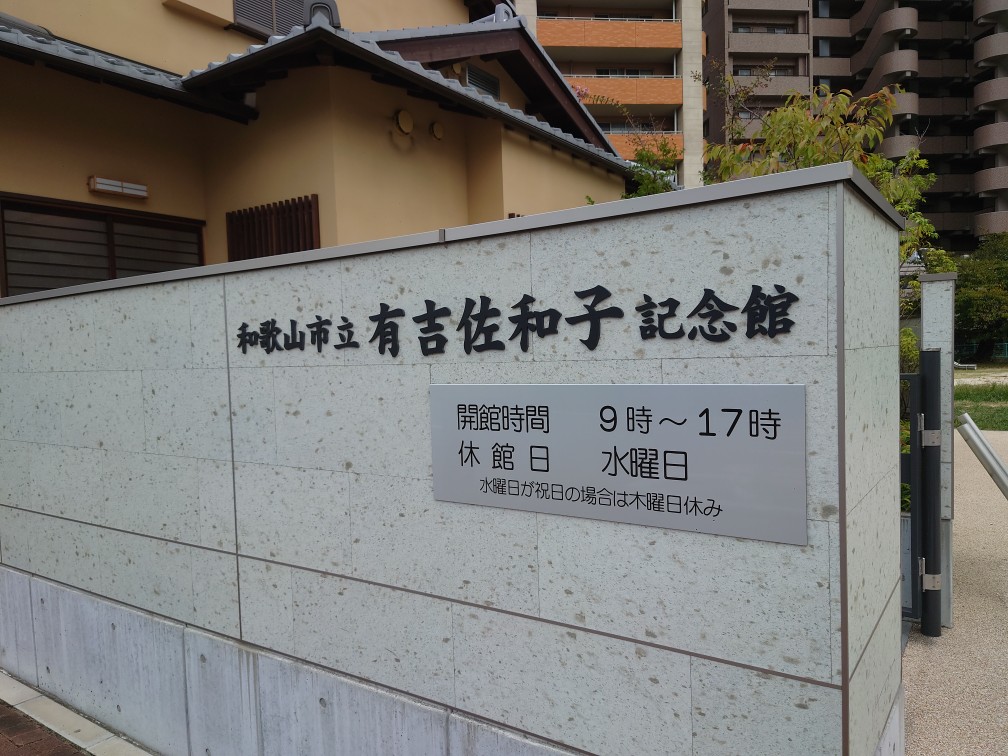 和歌山市立 有吉佐和子 記念館
開館時間 9時～17時
休館日 水曜日
水曜日が祝日の場合は木曜日休み